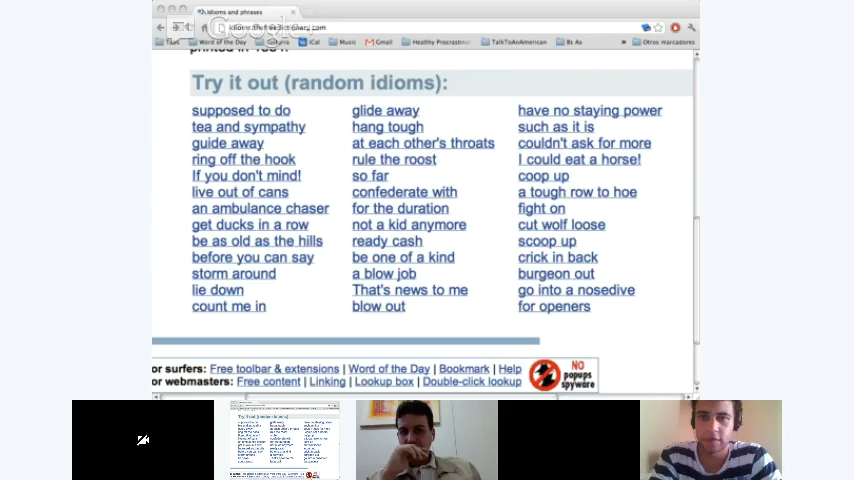 Idioms and phrases
idioms.thefreedictionary.com
Google
Word of the Day
iCal
Music
Gmail
Healthy Procrastin
TalkToAnAmerican
Bs As
Otros marcadores
Try it out (random idioms):
supposed to do glide away have no staying power
tea and sympathy hang tough such as it is
guide away at each other's throats couldn't ask for more
ring off the hook rule the roost I could eat a horse!
If you don't mind! so far coop up
live out of cans confederate with a tough row to hoe
an ambulance chaser for the duration fight on
get ducks in a row not a kid anymore cut wolf loose
be as old as the hills ready cash scoop up
before you can say be one of a kind crick in back
storm around a blow job burgeon out
lie down That's news to me go into a nosedive
count me in blow out for openers
or surfers: Free toolbar & extensions | Word of the Day | Bookmark | Help
or webmasters: Free content | Linking | Lookup box | Double-click lookup
NO
popups
spyware